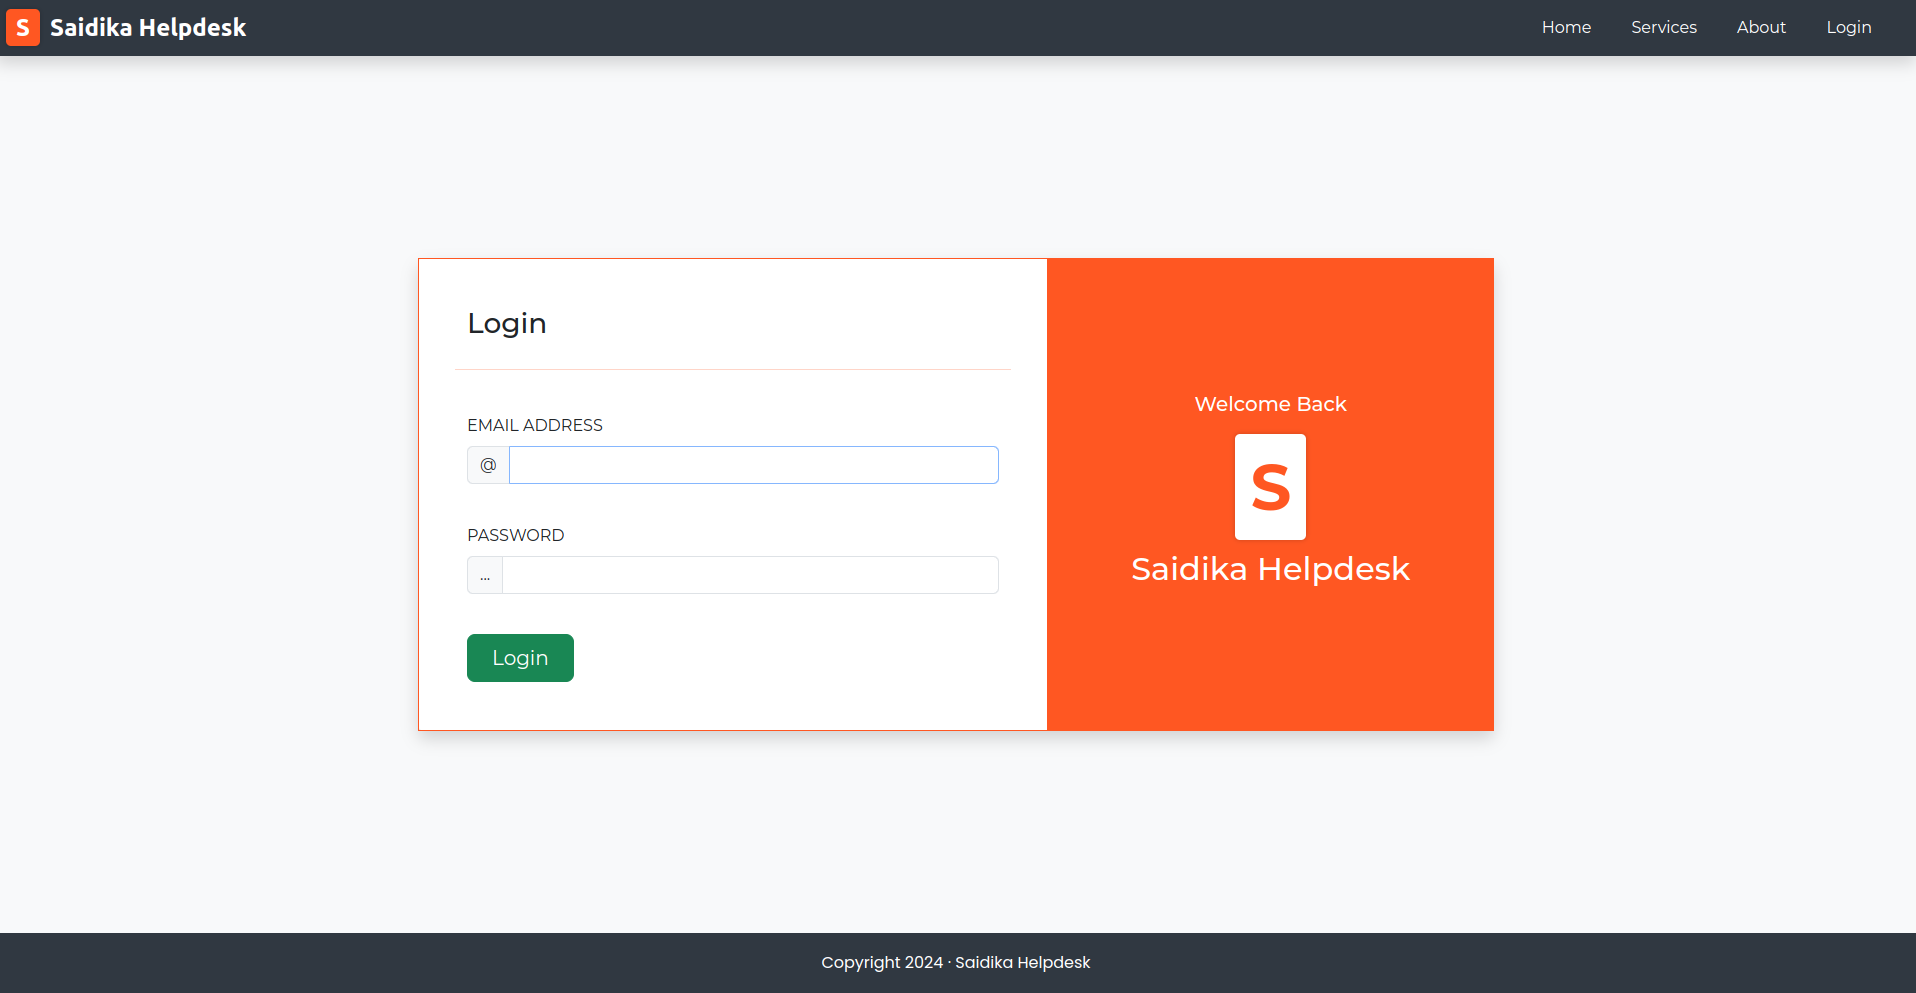 S Saidika Helpdesk
Home Services About Login
Login
EMAIL ADDRESS
@
PASSWORD
...
Login
Welcome Back
S
Saidika Helpdesk
Copyright 2024 · Saidika Helpdesk